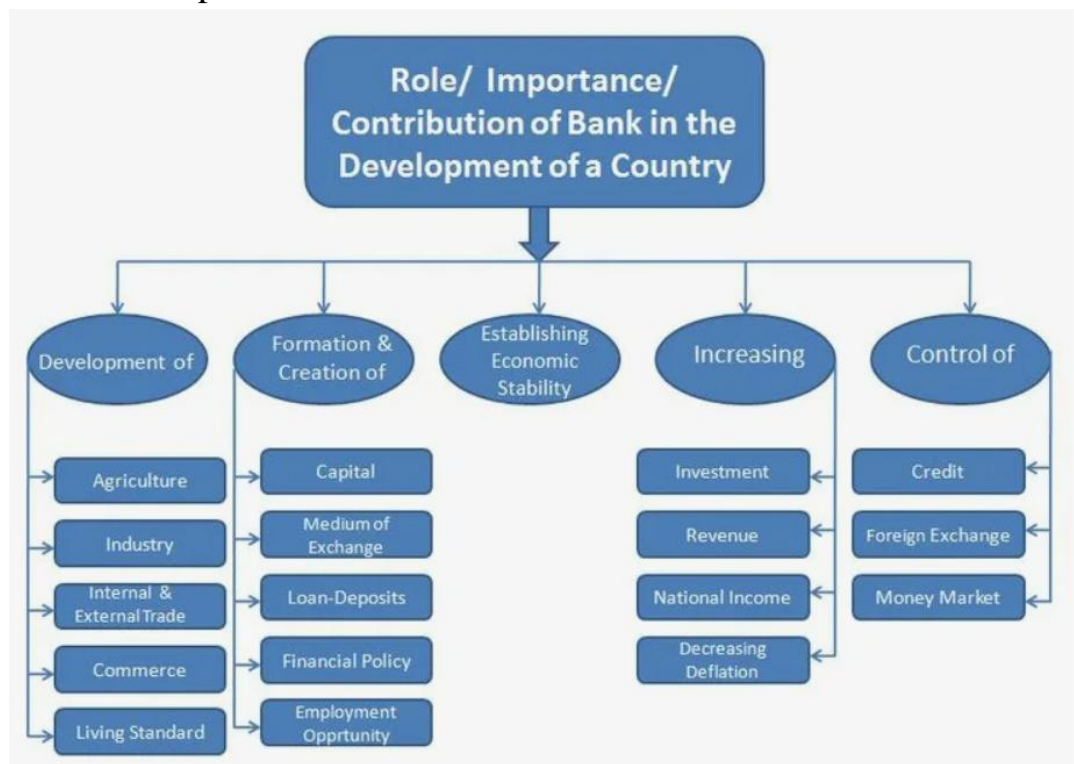 Role/ Importance/
Contribution of Bank in the
Development of a Country
Development of
Formation &
Creation of
Establishing
Economic
Stability
Increasing
Control of
Agriculture
Industry
Internal &
External Trade
Commerce
Living Standard
Capital
Medium of
Exchange
Loan-Deposits
Financial Policy
Employment
Opprtunity
Investment
Revenue
National Income
Decreasing
Deflation
Credit
Foreign Exchange
Money Market